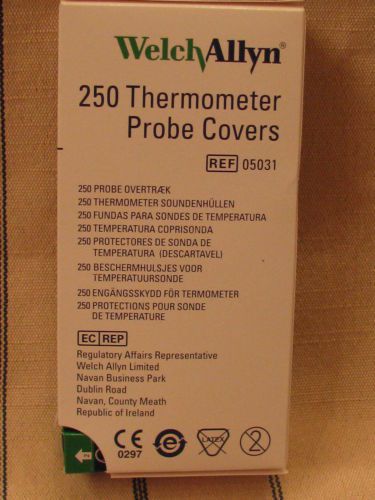 WelchAllyn®
250 Thermometer
Probe Covers
REF 05031
250 PROBE OVERTRÆK
250 THERMOMETER SOUNDENHÜLLEN
250 FUNDAS PARA SONDES DE TEMPERATURA
250 TEMPERATURA COPRISONDA
250 PROTECTORES DE SONDA DE
TEMPERATURA (DESCARTAVEL)
250 BESCHERMHULSJES VOOR
TEMPERATUURSONDE
250 ENGÅNGSSKYDD FÖR TERMOMETER
250 PROTECTIONS POUR SONDE
DE TEMPERATURE
EC REP
Regulatory Affairs Representative
Welch Allyn Limited
Navan Business Park
Dublin Road
Navan, County Meath
Republic of Ireland
CE
0297
LATEX
2